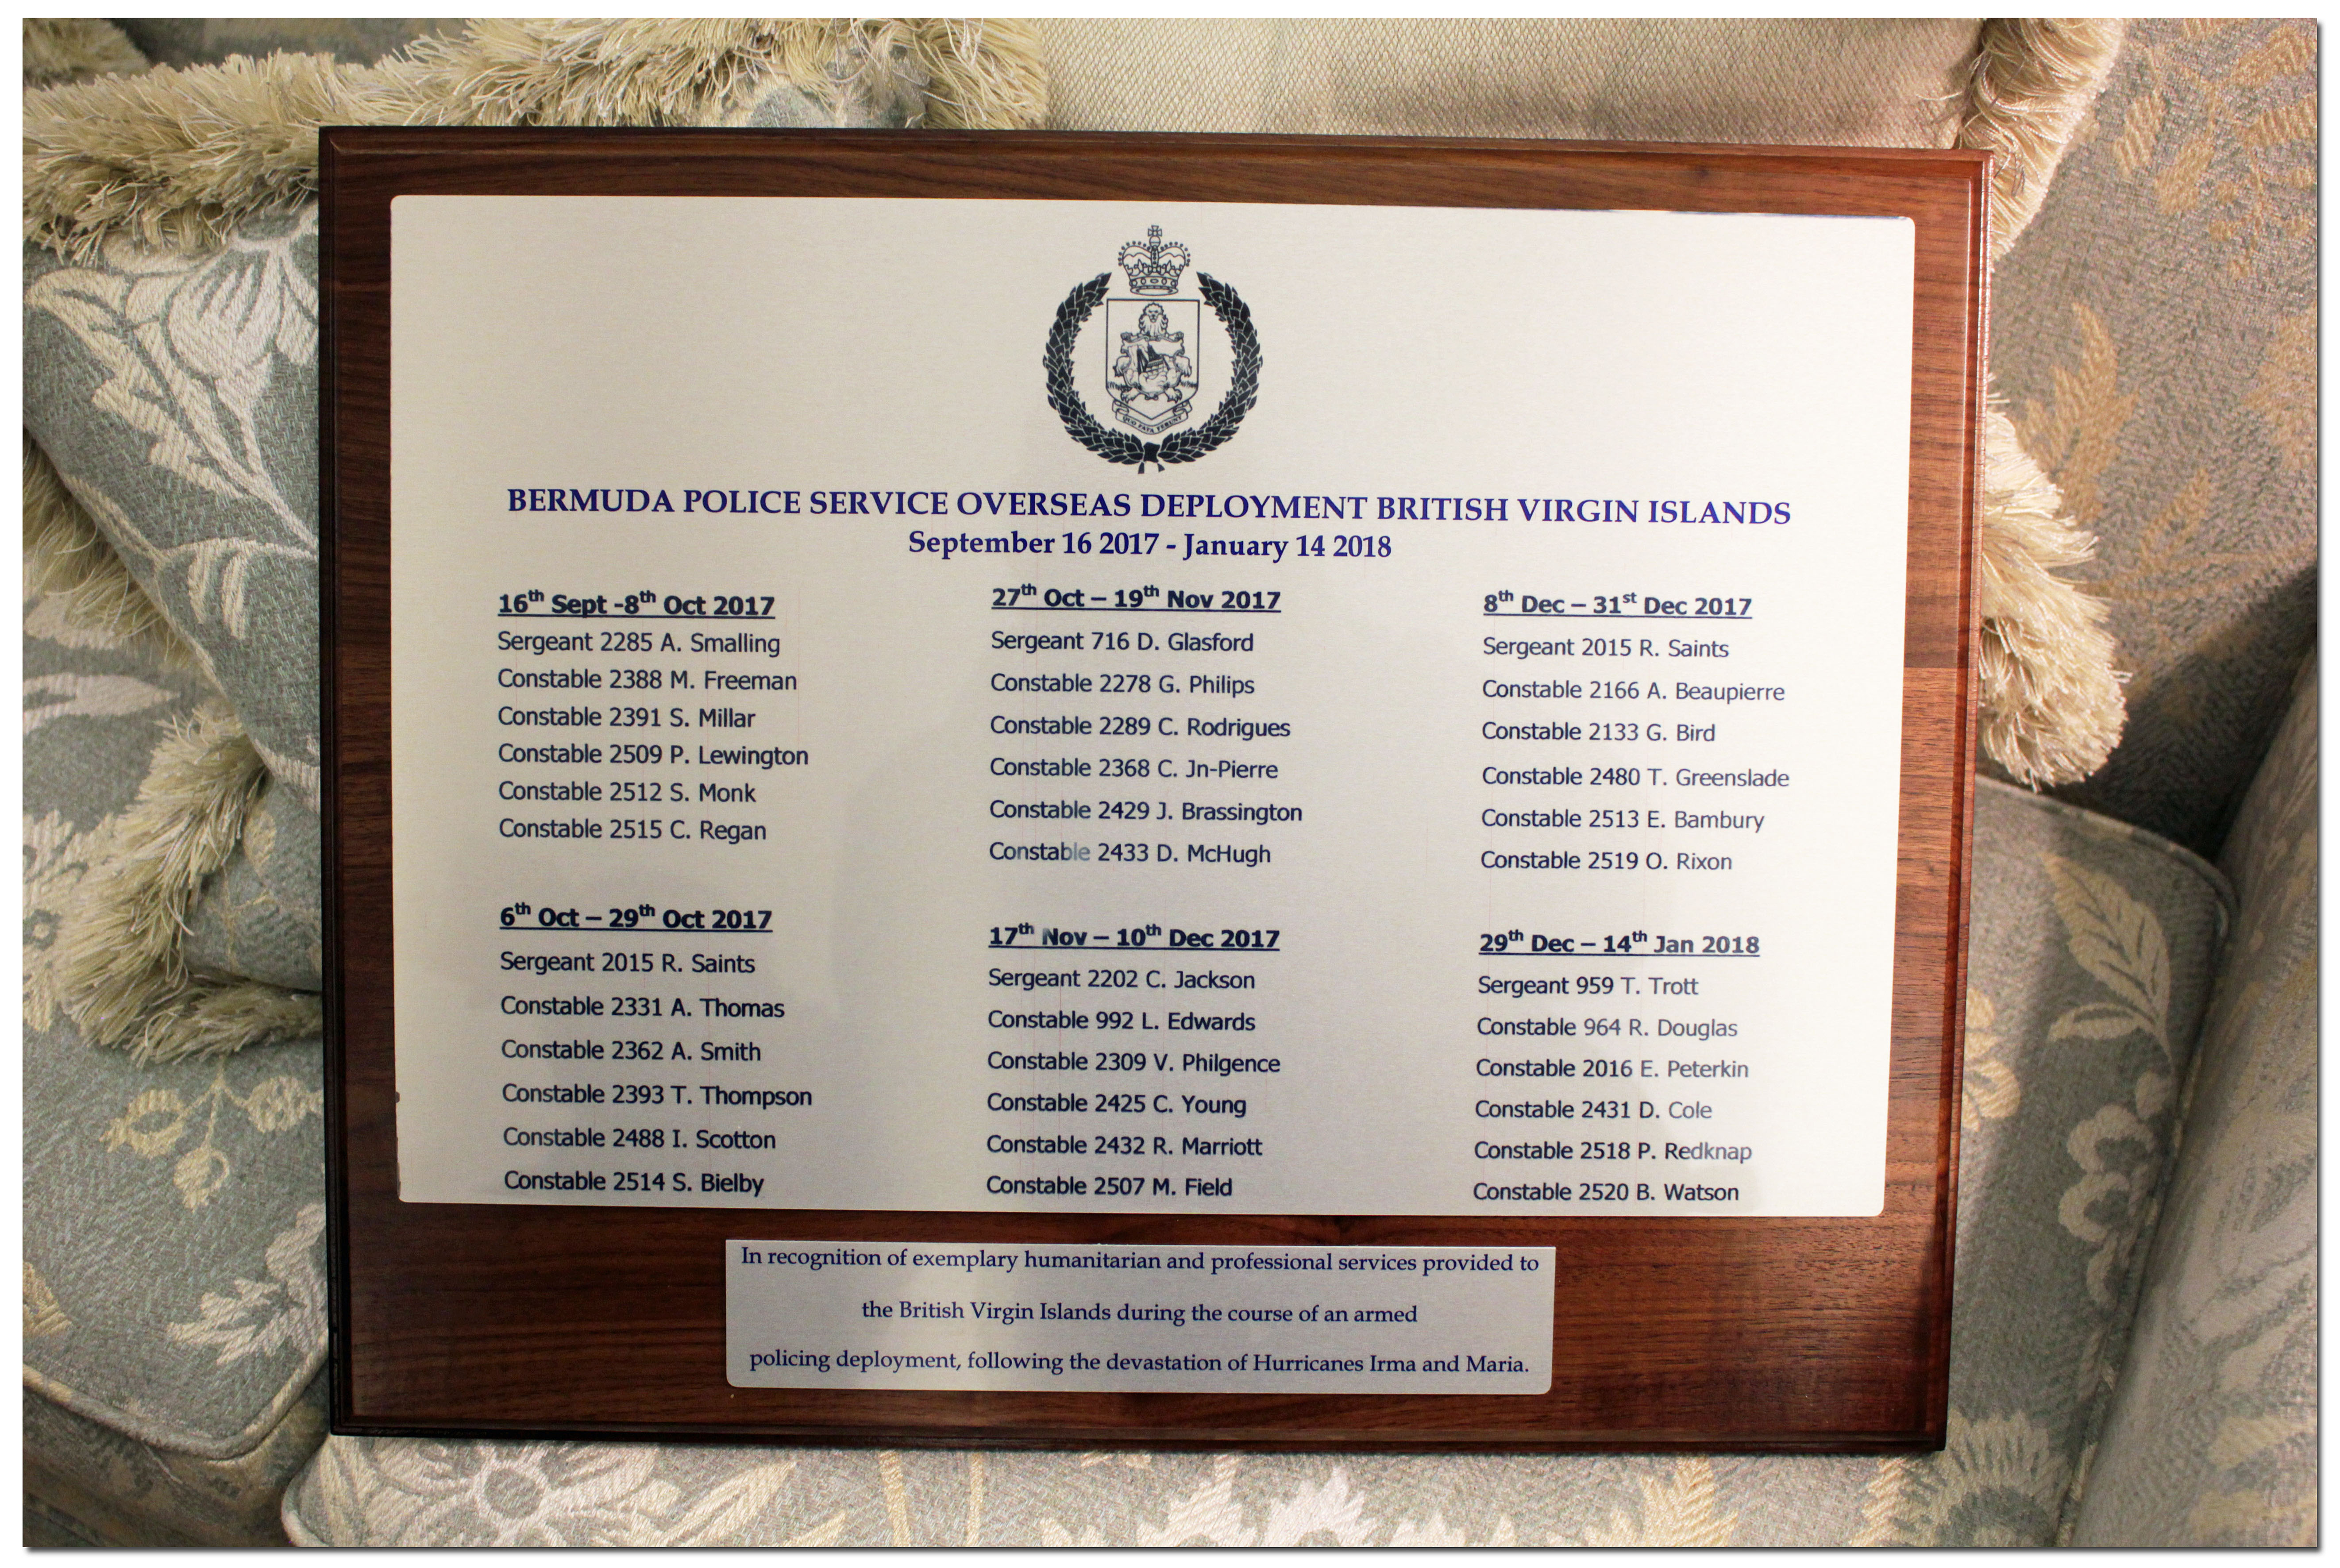 QUO FATA FERUNT
BERMUDA POLICE SERVICE OVERSEAS DEPLOYMENT BRITISH VIRGIN ISLANDS
September 16 2017 - January 14 2018
16th Sept -8th Oct 2017
Sergeant 2285 A. Smalling
Constable 2388 M. Freeman
Constable 2391 S. Millar
Constable 2509 P. Lewington
Constable 2512 S. Monk
Constable 2515 C. Regan
6th Oct – 29th Oct 2017
Sergeant 2015 R. Saints
Constable 2331 A. Thomas
Constable 2362 A. Smith
Constable 2393 T. Thompson
Constable 2488 I. Scotton
Constable 2514 S. Bielby
27th Oct – 19th Nov 2017
Sergeant 716 D. Glasford
Constable 2278 G. Philips
Constable 2289 C. Rodrigues
Constable 2368 C. Jn-Pierre
Constable 2429 J. Brassington
Constable 2433 D. McHugh
17th Nov – 10th Dec 2017
Sergeant 2202 C. Jackson
Constable 992 L. Edwards
Constable 2309 V. Philgence
Constable 2425 C. Young
Constable 2432 R. Marriott
Constable 2507 M. Field
8th Dec – 31st Dec 2017
Sergeant 2015 R. Saints
Constable 2166 A. Beaupierre
Constable 2133 G. Bird
Constable 2480 T. Greenslade
Constable 2513 E. Bambury
Constable 2519 O. Rixon
29th Dec – 14th Jan 2018
Sergeant 959 T. Trott
Constable 964 R. Douglas
Constable 2016 E. Peterkin
Constable 2431 D. Cole
Constable 2518 P. Redknap
Constable 2520 B. Watson
In recognition of exemplary humanitarian and professional services provided to
the British Virgin Islands during the course of an armed
policing deployment, following the devastation of Hurricanes Irma and Maria.